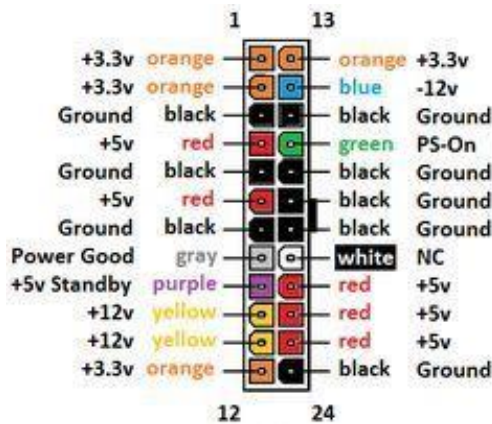 1 13
+3.3v orange orange +3.3v
+3.3v orange blue -12v
Ground black black Ground
+5v red green PS-On
Ground black black Ground
+5v red black Ground
Ground black black Ground
Power Good gray white NC
+5v Standby purple red +5v
+12v yellow red +5v
+12v yellow red +5v
+3.3v orange black Ground
12 24